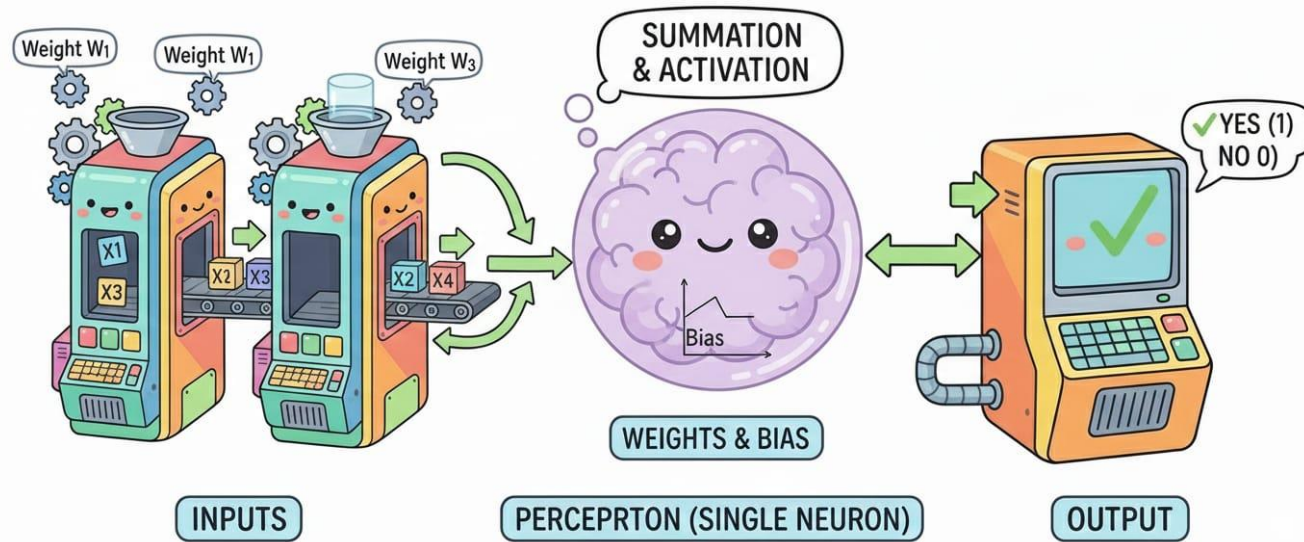 Weight W₁
Weight W₁
Weight W₃
SUMMATION
& ACTIVATION
✓ YES (1)
NO 0)
X1
X3
X2
X3
X2
X4
Bias
WEIGHTS & BIAS
INPUTS
PERCEPRTON (SINGLE NEURON)
OUTPUT